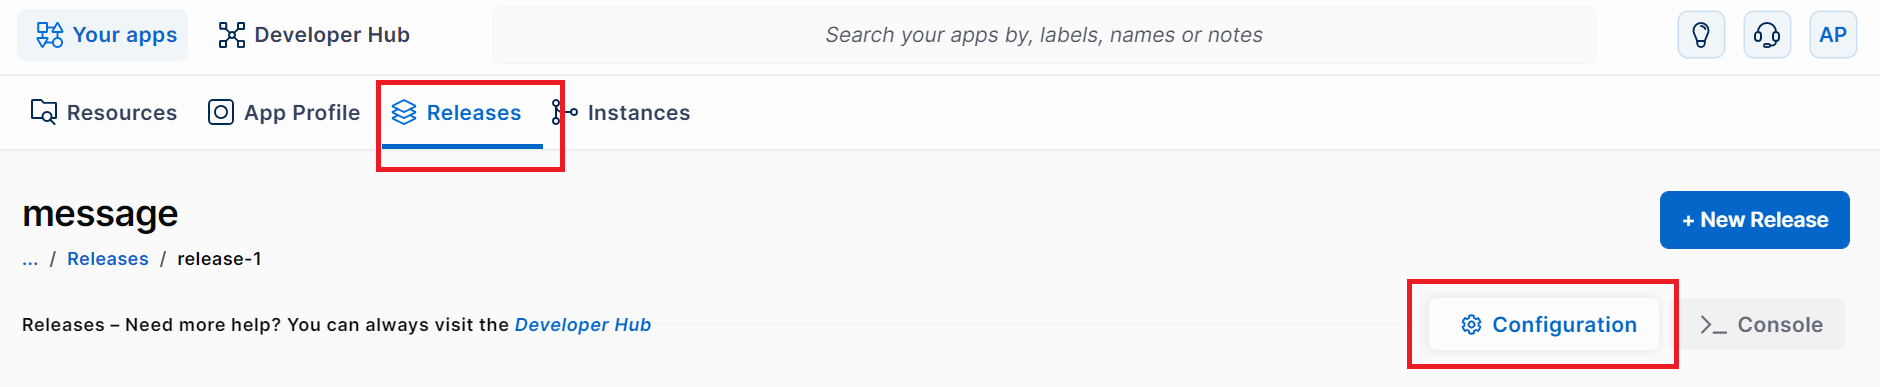 Your apps
Developer Hub
Search your apps by, labels, names or notes
AP
Resources
App Profile
Releases
Instances
message
+ New Release
... / Releases / release-1
Releases – Need more help? You can always visit the Developer Hub
Configuration
Console